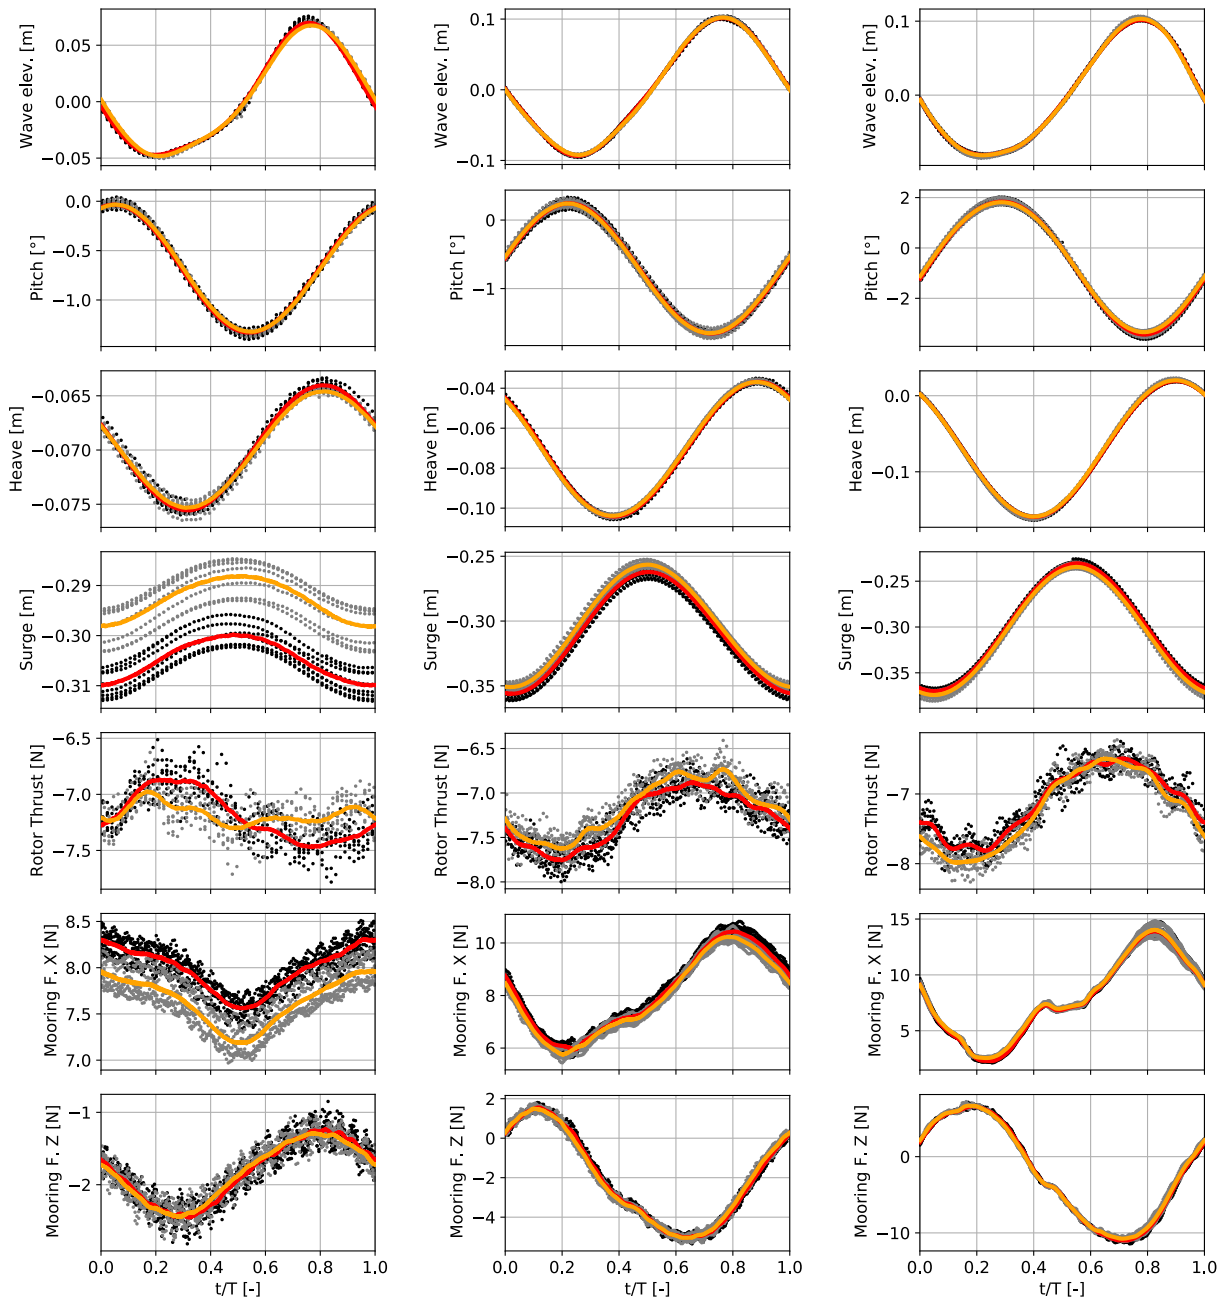 Wave elev. [m]
0.05
0.00
−0.05
0.1
0.0
−0.1
0.1
0.0
Pitch [°]
0.0
−0.5
−1.0
Pitch [°]
0
−1
Pitch [°]
2
0
−2
Heave [m]
−0.065
−0.070
−0.075
Heave [m]
−0.04
−0.06
−0.08
−0.10
Heave [m]
0.0
−0.1
Surge [m]
−0.29
−0.30
−0.31
Surge [m]
−0.25
−0.30
−0.35
Surge [m]
−0.25
−0.30
−0.35
Rotor Thrust [N]
−6.5
−7.0
−7.5
Rotor Thrust [N]
−6.5
−7.0
−7.5
−8.0
Rotor Thrust [N]
−7
−8
Mooring F. X [N]
8.5
8.0
7.5
7.0
Mooring F. X [N]
10
8
6
Mooring F. X [N]
15
10
5
Mooring F. Z [N]
−1
−2
Mooring F. Z [N]
2
0
−2
−4
Mooring F. Z [N]
0
−10
0.0 0.2 0.4 0.6 0.8 1.0
t/T [-]
0.0 0.2 0.4 0.6 0.8 1.0
t/T [-]
0.0 0.2 0.4 0.6 0.8 1.0
t/T [-]
Wave elev. [m]
Wave elev. [m]